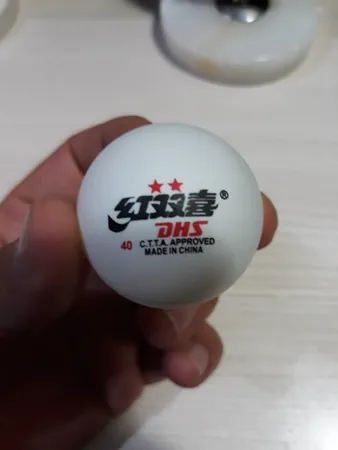 ★★
红双喜®
DHS
40 C.T.T.A. APPROVED
MADE IN CHINA